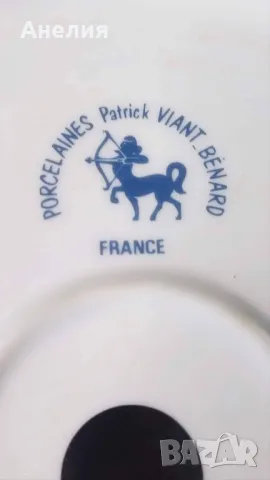 Анелия
PORCELAINES Patrick VIANT_BÉNARD
FRANCE
BAZAR